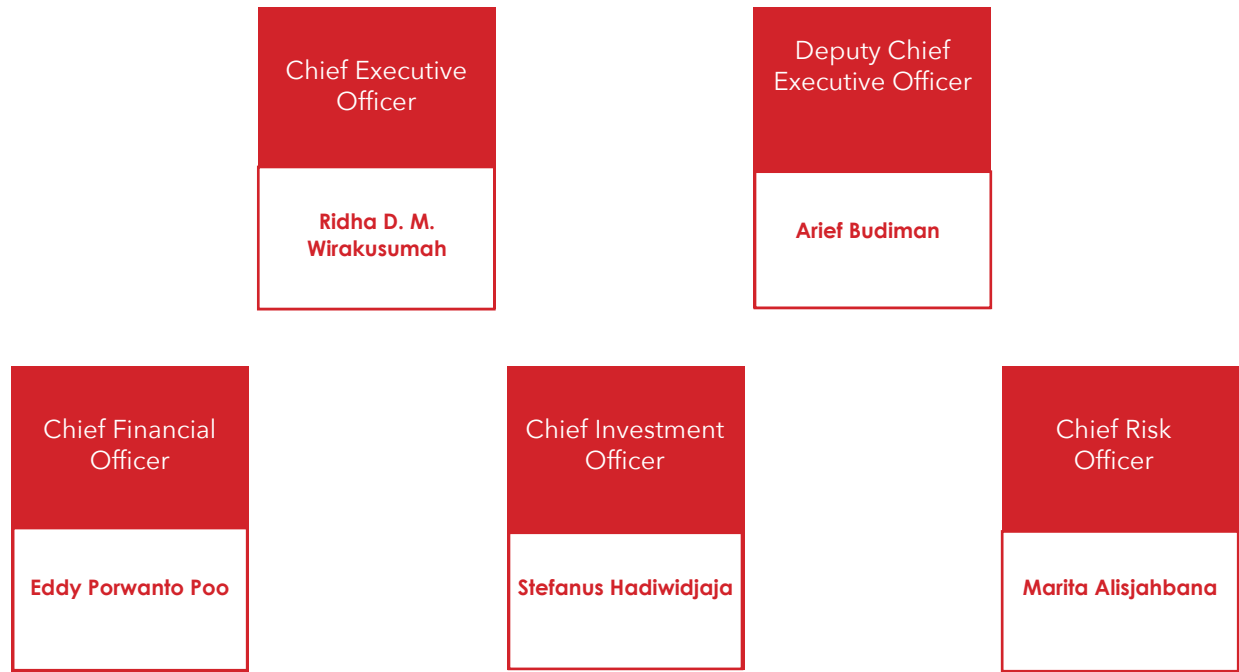 Chief Executive
Officer
Ridha D. M.
Wirakusumah
Deputy Chief
Executive Officer
Arief Budiman
Chief Financial
Officer
Eddy Porwanto Poo
Chief Investment
Officer
Stefanus Hadiwidjaja
Chief Risk
Officer
Marita Alisjahbana